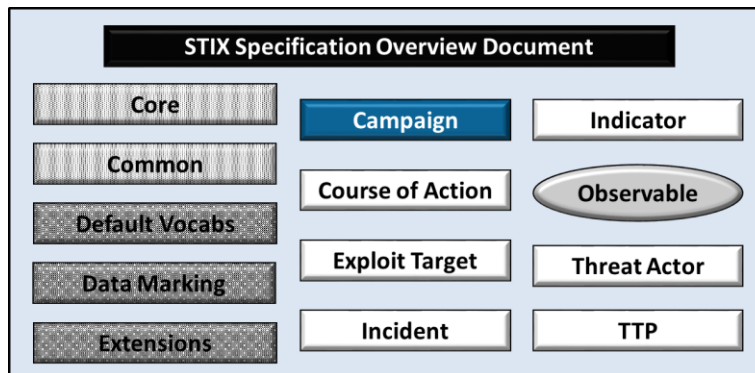 STIX Specification Overview Document
Core
Common
Default Vocabs
Data Marking
Extensions
Campaign
Course of Action
Exploit Target
Incident
Indicator
Observable
Threat Actor
TTP